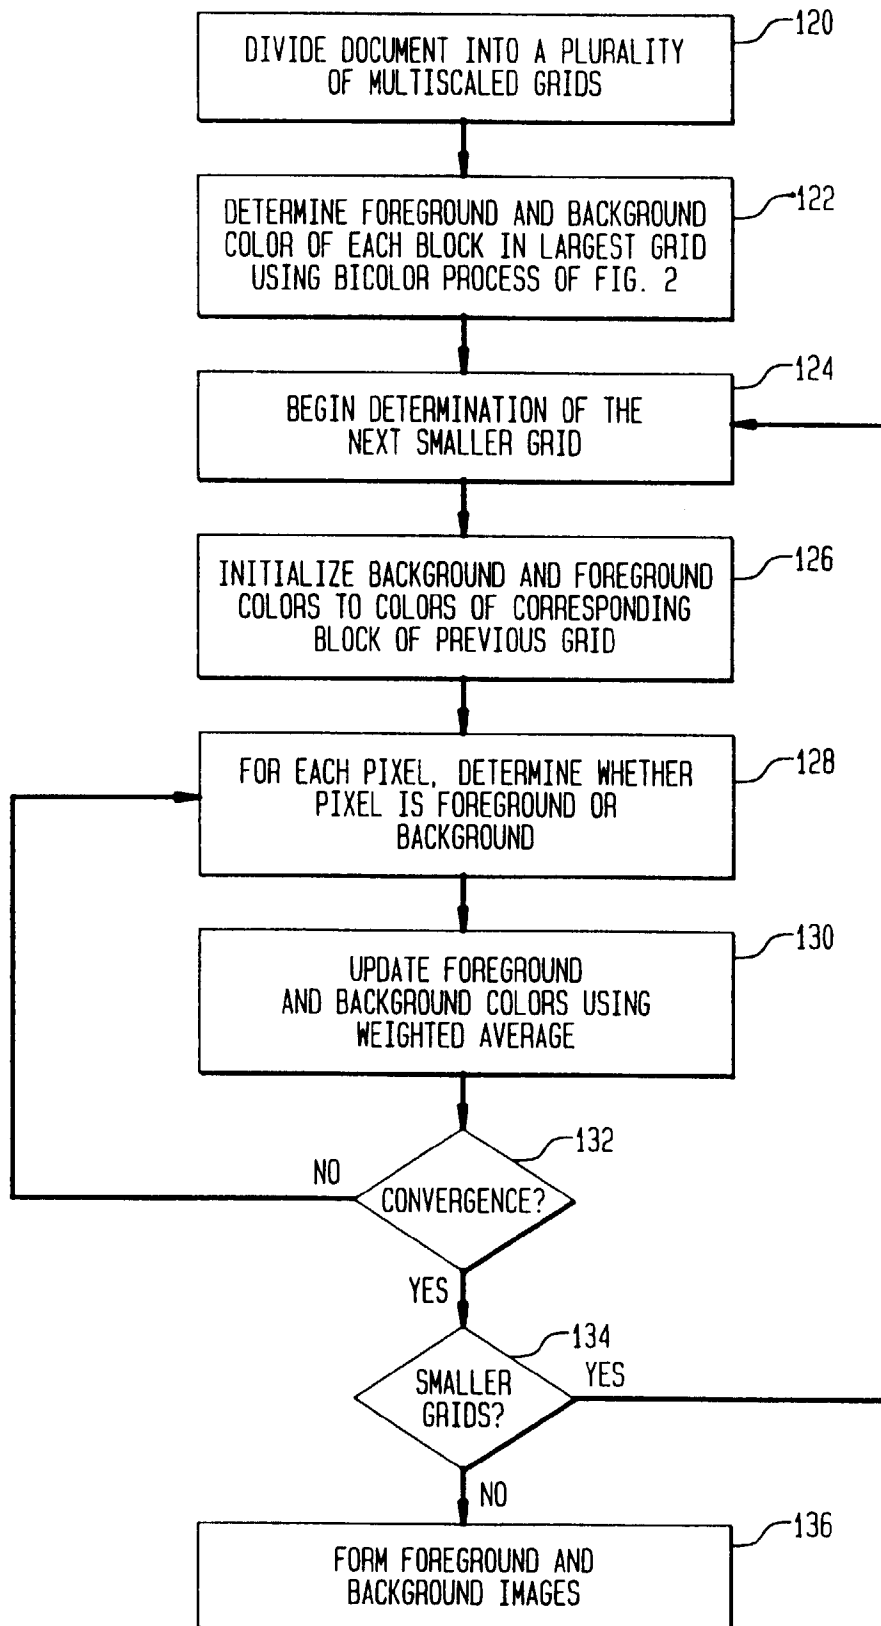 120
DIVIDE DOCUMENT INTO A PLURALITY
OF MULTISCALED GRIDS
122
DETERMINE FOREGROUND AND BACKGROUND
COLOR OF EACH BLOCK IN LARGEST GRID
USING BICOLOR PROCESS OF FIG. 2
124
BEGIN DETERMINATION OF THE
NEXT SMALLER GRID
126
INITIALIZE BACKGROUND AND FOREGROUND
COLORS TO COLORS OF CORRESPONDING
BLOCK OF PREVIOUS GRID
128
FOR EACH PIXEL, DETERMINE WHETHER
PIXEL IS FOREGROUND OR
BACKGROUND
130
UPDATE FOREGROUND
AND BACKGROUND COLORS USING
WEIGHTED AVERAGE
132
NO
CONVERGENCE?
YES
134
YES
SMALLER
GRIDS?
NO
136
FORM FOREGROUND AND
BACKGROUND IMAGES